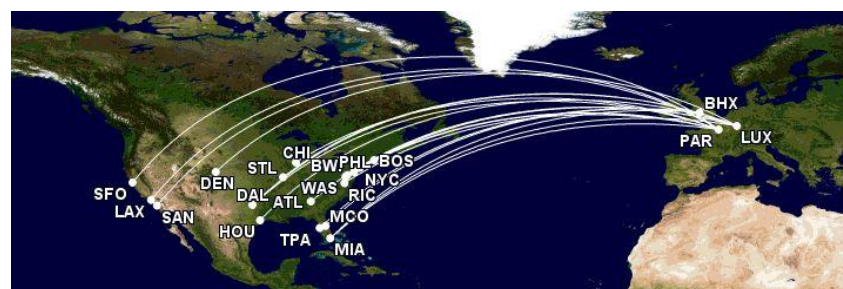 BHX
PAR
LUX
CHI
BW
PHL
BOS
STL
NYC
DEN
WAS
SFO
DAL
ATL
RIC
LAX
SAN
MCO
HOU
TPA
MIA